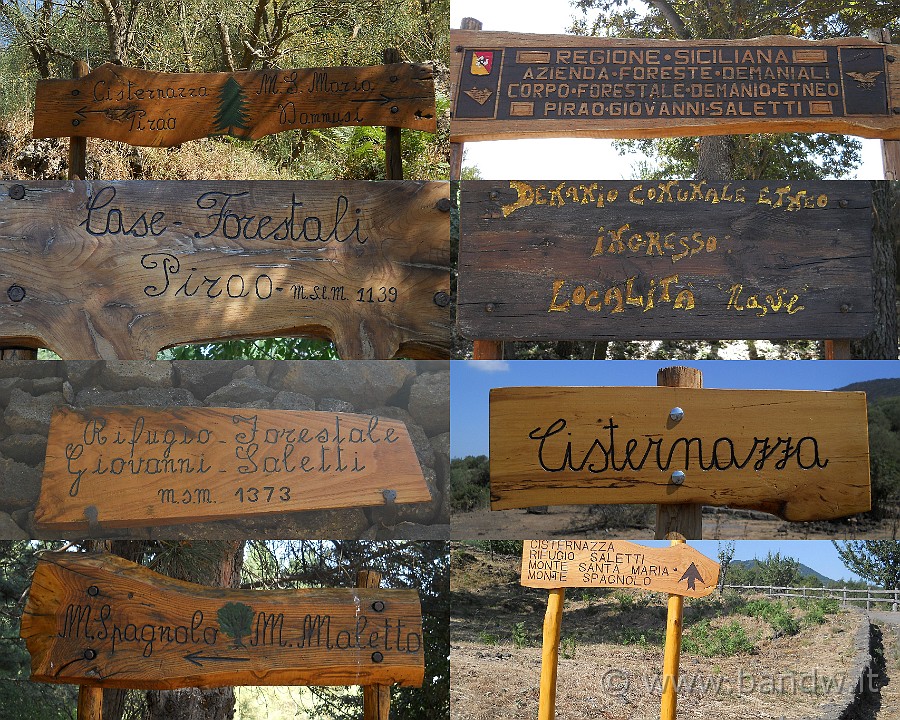 Cisternazza
Pirao
M. S. Maria
Dammusi
REGIONE·SICILIANA
AZIENDA·FORESTE·DEMANIALI
CORPO·FORESTALE·DEMANIO·ETNEO
PIRAO·GIOVANNI·SALETTI
Case-Forestali
Pirao-m.s.l.m. 1139
DEMANIO COMUNALE ETNEO
INGRESSO:
LOCALITÀ "Nave"
Rifugio-Forestale
Giovanni-Saletti
m.s.m. 1373
Cisternazza
M. Spagnolo
M. Maletto
CISTERNAZZA
RIFUGIO SALETTI
MONTE SANTA MARIA
MONTE SPAGNOLO
© www.bandw.it